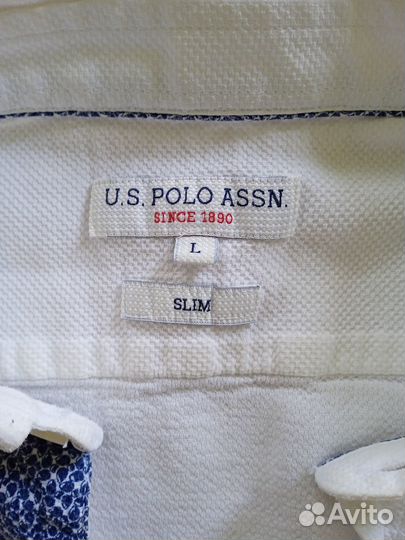 U.S. POLO ASSN.
SINCE 1890
L
SLIM
Avito